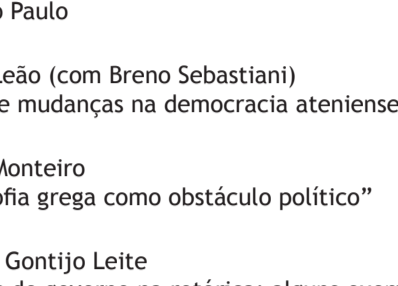 o Paulo
Leão (com Breno Sebastiani)
e mudanças na democracia ateniense
Monteiro
ofia grega como obstáculo político”
Gontijo Leite